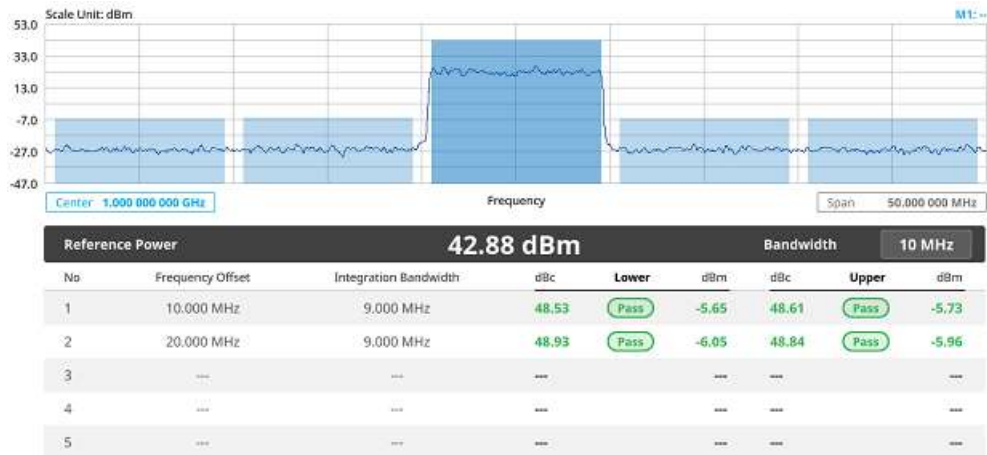 Scale Unit: dBm M1: --
53.0
33.0
13.0
-7.0
-27.0
-47.0
Center 1.000 000 000 GHz Frequency Span 50.000 000 MHz
Reference Power 42.88 dBm Bandwidth 10 MHz
No Frequency Offset Integration Bandwidth dBc Lower dBm dBc Upper dBm
1 10.000 MHz 9.000 MHz 48.53 Pass -5.65 48.61 Pass -5.73
2 20.000 MHz 9.000 MHz 48.93 Pass -6.05 48.84 Pass -5.96
3 --- --- --- --- --- ---
4 --- --- --- --- --- ---
5 --- --- --- --- --- ---